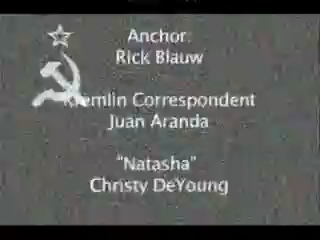 Anchor:
Rick Blauw
Kremlin Correspondent
Juan Aranda
"Natasha"
Christy DeYoung